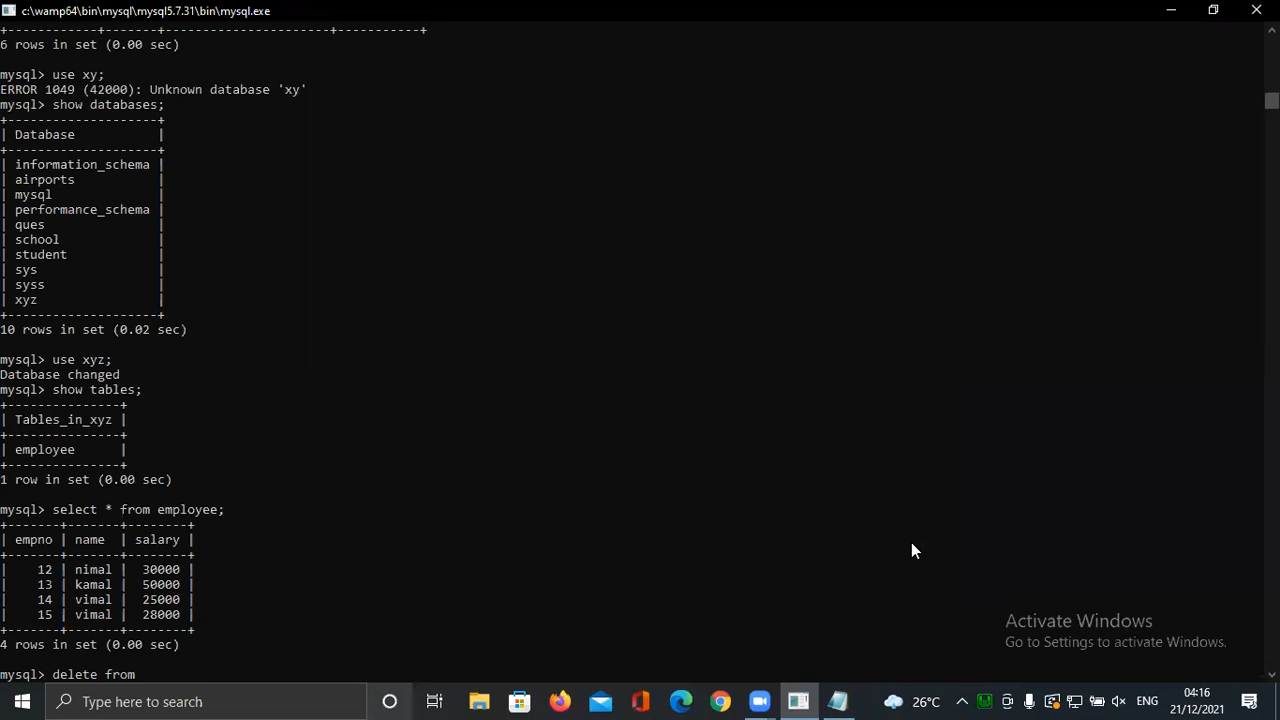 c:\wamp64\bin\mysql\mysql5.7.31\bin\mysql.exe
+------------+-------+----------------------+-----------+
6 rows in set (0.00 sec)
mysql> use xy;
ERROR 1049 (42000): Unknown database 'xy'
mysql> show databases;
+--------------------+
| Database           |
+--------------------+
| information_schema |
| airports           |
| mysql              |
| performance_schema |
| ques               |
| school             |
| student            |
| sys                |
| syss               |
| xyz                |
+--------------------+
10 rows in set (0.02 sec)
mysql> use xyz;
Database changed
mysql> show tables;
+---------------+
| Tables_in_xyz |
+---------------+
| employee      |
+---------------+
1 row in set (0.00 sec)
mysql> select * from employee;
+-------+-------+--------+
| empno | name  | salary |
+-------+-------+--------+
|    12 | nimal |  30000 |
|    13 | kamal |  50000 |
|    14 | vimal |  25000 |
|    15 | vimal |  28000 |
+-------+-------+--------+
4 rows in set (0.00 sec)
mysql> delete from
Activate Windows
Go to Settings to activate Windows.
Type here to search
26°C
ENG
04:16
21/12/2021